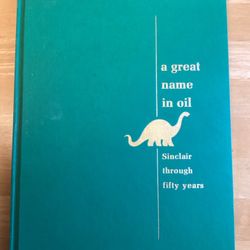 a great
name
in oil
Sinclair
through
fifty years